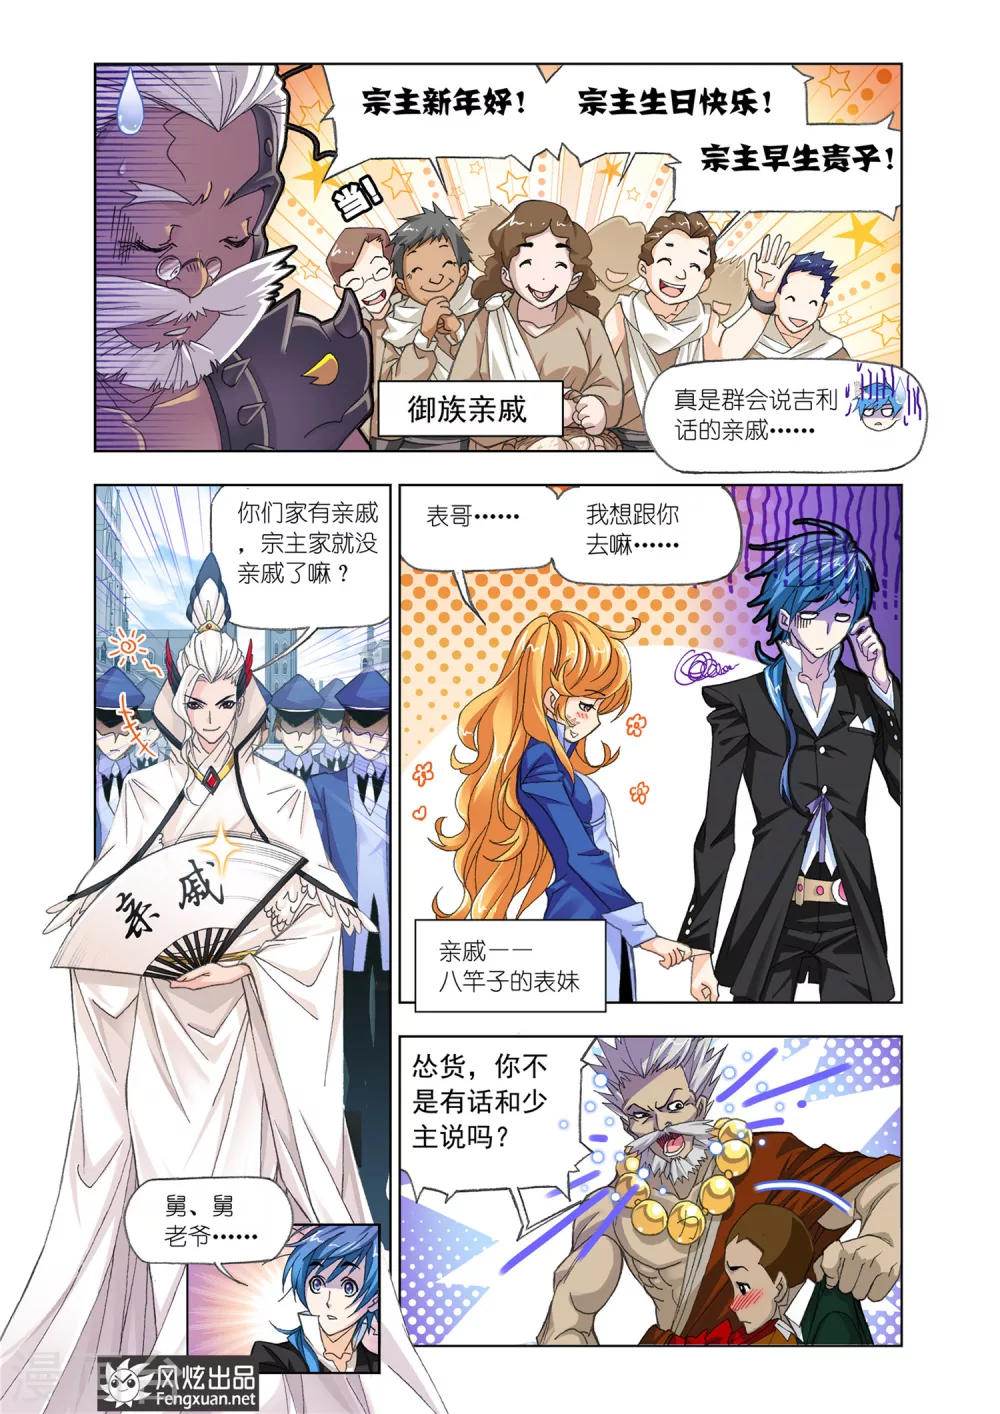 宗主新年好！
宗主生日快乐！
宗主早生贵子！
当！
御族亲戚
真是群会说吉利
话的亲戚……
你们家有亲戚
，宗主家就没
亲戚了嘛？
亲戚
舅、舅
老爷……
表哥……
我想跟你
去嘛……
亲戚——
八竿子的表妹
怂货，你不
是有话和少
主说吗？
风炫出品
Fengxuan.net